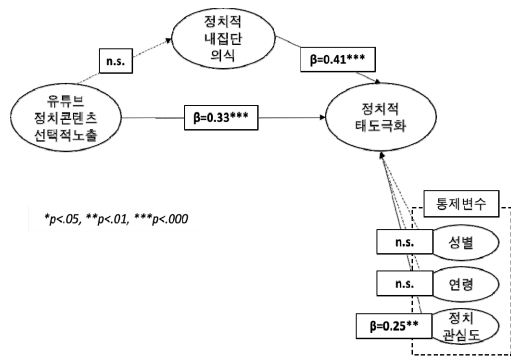 정치적
내집단
의식
n.s.
β=0.41***
유튜브
정치콘텐츠
선택적노출
β=0.33***
정치적
태도극화
*p<.05, **p<.01, ***p<.000
통제변수
n.s.
성별
n.s.
연령
β=0.25**
정치
관심도